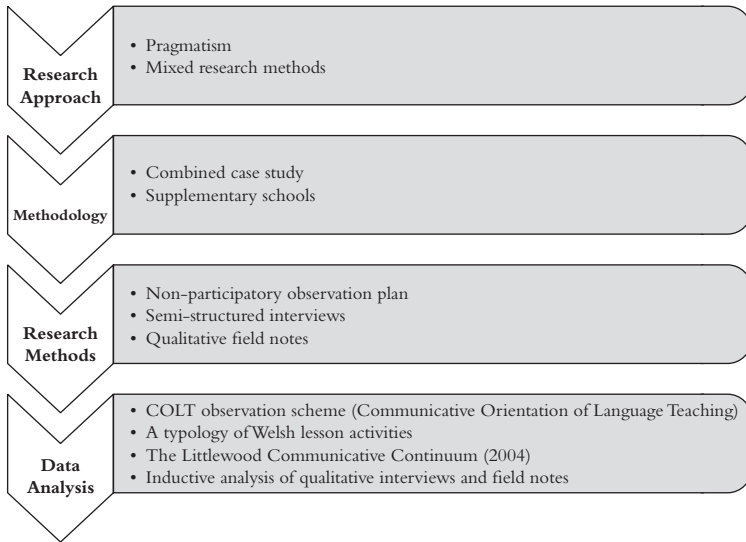 Research
Approach
• Pragmatism
• Mixed research methods
Methodology
• Combined case study
• Supplementary schools
Research
Methods
• Non-participatory observation plan
• Semi-structured interviews
• Qualitative field notes
Data
Analysis
• COLT observation scheme (Communicative Orientation of Language Teaching)
• A typology of Welsh lesson activities
• The Littlewood Communicative Continuum (2004)
• Inductive analysis of qualitative interviews and field notes